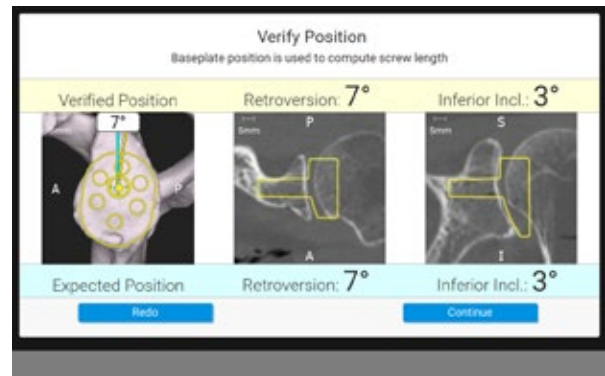 Verify Position
Baseplate position is used to compute screw length
Verified Position Retroversion: 7° Inferior Incl.: 3°
7°
A P
5mm P
A
5mm S
I
Expected Position Retroversion: 7° Inferior Incl.: 3°
Redo Continue